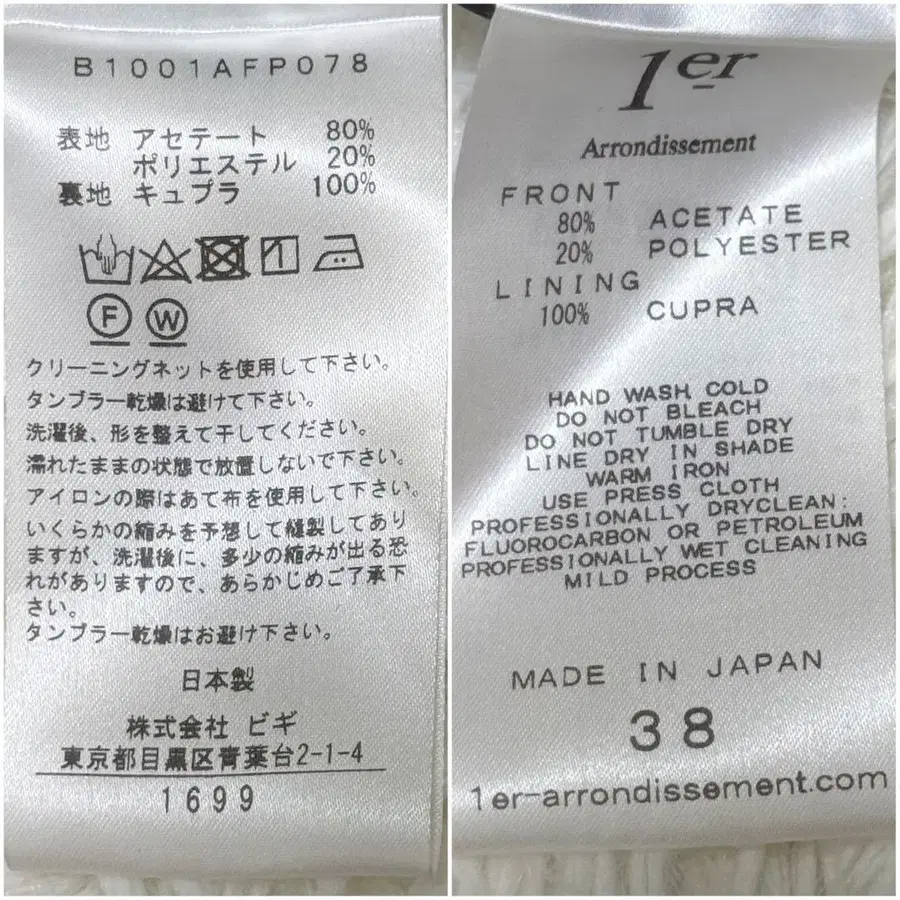 B1001AFP078
表地 アセテート 80%
ポリエステル 20%
裏地 キュプラ 100%
F W
クリーニングネットを使用して下さい。
タンブラー乾燥は避けて下さい。
洗濯後、形を整えて干してください。
濡れたままの状態で放置しないで下さい。
アイロンの際はあて布を使用して下さい。
いくらかの縮みを予想して縫製してあり
ますが、洗濯後に、多少の縮みが出る恐
れがありますので、あらかじめご了承下
さい。
タンブラー乾燥はお避け下さい。
日本製
株式会社 ビギ
東京都目黒区青葉台2-1-4
1699
1er
Arrondissement
FRONT
80% ACETATE
20% POLYESTER
LINING
100% CUPRA
HAND WASH COLD
DO NOT BLEACH
DO NOT TUMBLE DRY
LINE DRY IN SHADE
WARM IRON
USE PRESS CLOTH
PROFESSIONALLY DRYCLEAN:
FLUOROCARBON OR PETROLEUM
PROFESSIONALLY WET CLEANING
MILD PROCESS
MADE IN JAPAN
38
1er-arrondissement.com